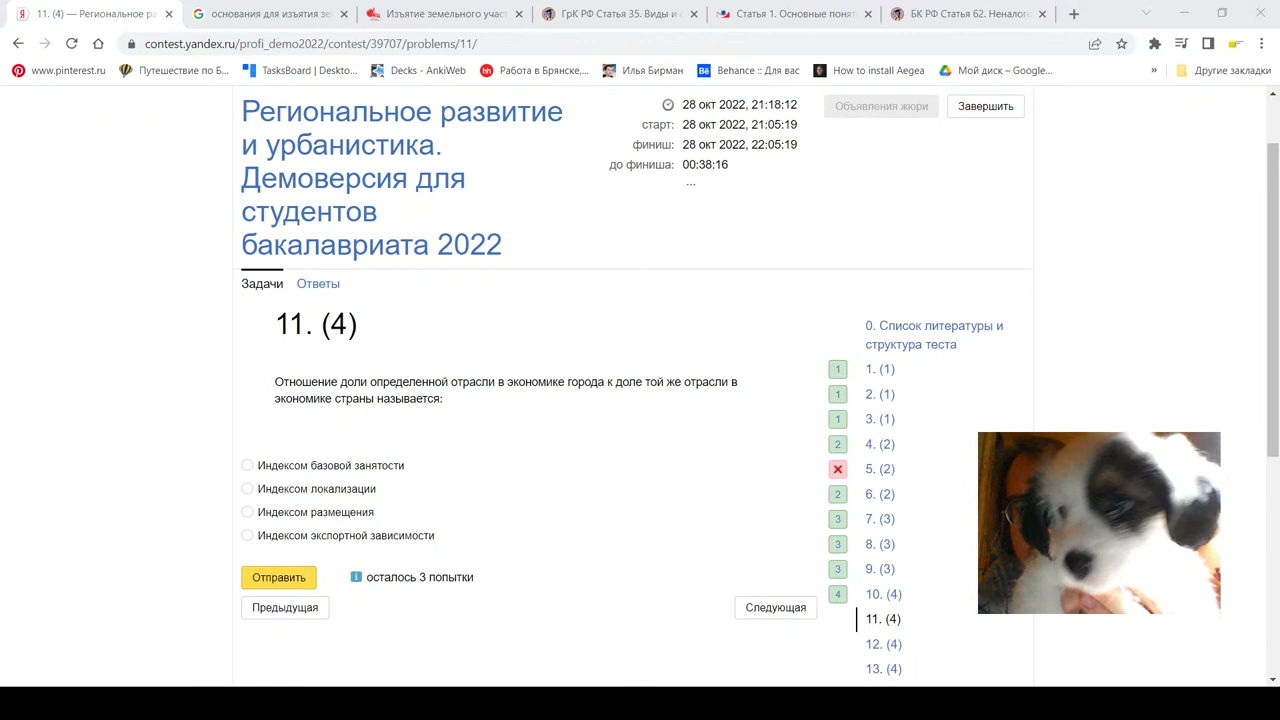 11. (4) — Региональное ра
основания для изъятия зе
Изъятие земельного участ
ГрК РФ Статья 35. Виды и с
Статья 1. Основные понят
БК РФ Статья 62. Неналого
contest.yandex.ru/profi_demo2022/contest/39707/problems/11/
www.pinterest.ru
Путешествие по Б...
TasksBoard | Deskto...
Decks - AnkiWeb
Работа в Брянске,...
Илья Бирман
Behance :: Для вас
How to install Aegea
Мой диск – Google...
»
Другие закладки
Региональное развитие
и урбанистика.
Демоверсия для
студентов
бакалавриата 2022
28 окт 2022, 21:18:12
старт: 28 окт 2022, 21:05:19
финиш: 28 окт 2022, 22:05:19
до финиша: 00:38:16
...
Объявления жюри
Завершить
Задачи
Ответы
11. (4)
Отношение доли определенной отрасли в экономике города к доле той же отрасли в
экономике страны называется:
Индексом базовой занятости
Индексом локализации
Индексом размещения
Индексом экспортной зависимости
Отправить
осталось 3 попытки
Предыдущая
Следующая
0. Список литературы и
структура теста
1 1. (1)
1 2. (1)
1 3. (1)
2 4. (2)
5. (2)
2 6. (2)
3 7. (3)
3 8. (3)
3 9. (3)
4 10. (4)
11. (4)
12. (4)
13. (4)